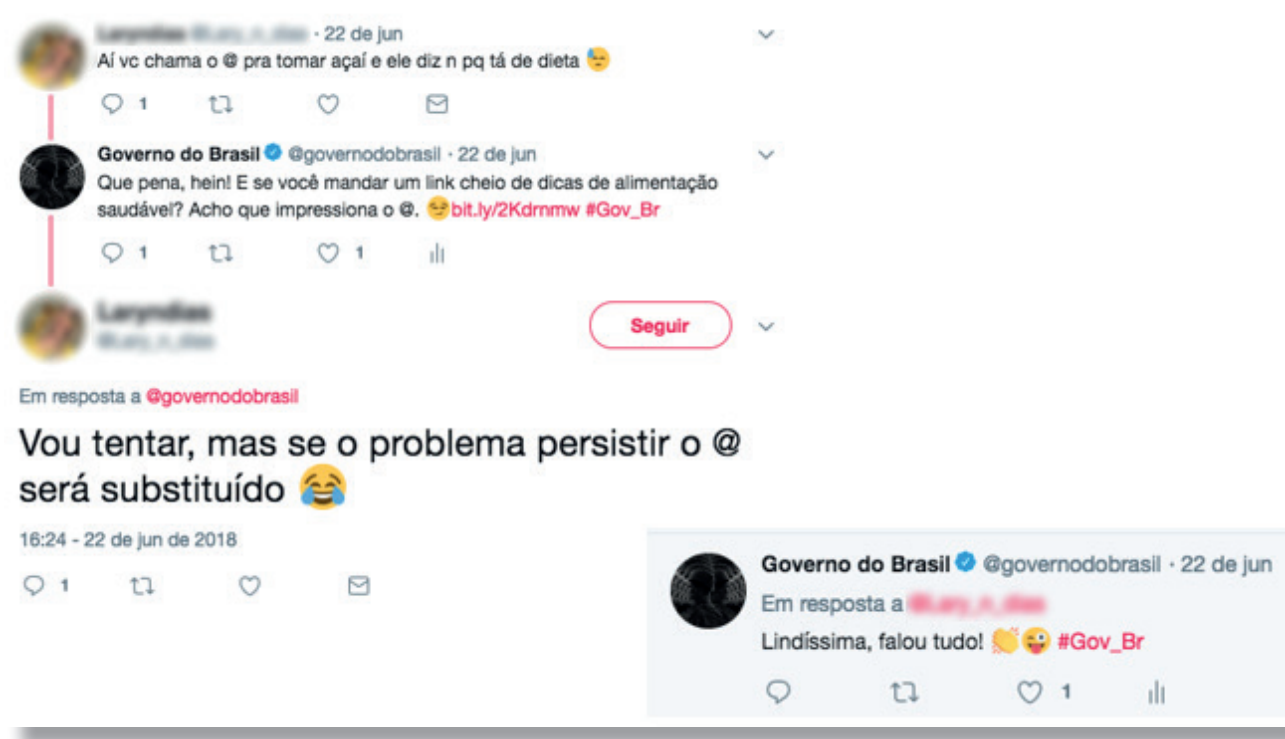 · 22 de jun
Aí vc chama o @ pra tomar açaí e ele diz n pq tá de dieta 😓
1
Governo do Brasil @governodobrasil · 22 de jun
Que pena, hein! E se você mandar um link cheio de dicas de alimentação
saudável? Acho que impressiona o @. 😏bit.ly/2Kdrnmw #Gov_Br
1 1
Seguir
Em resposta a @governodobrasil
Vou tentar, mas se o problema persistir o @
será substituído 😂
16:24 - 22 de jun de 2018
1
Governo do Brasil @governodobrasil · 22 de jun
Em resposta a
Lindíssima, falou tudo! 👏😜 #Gov_Br
1